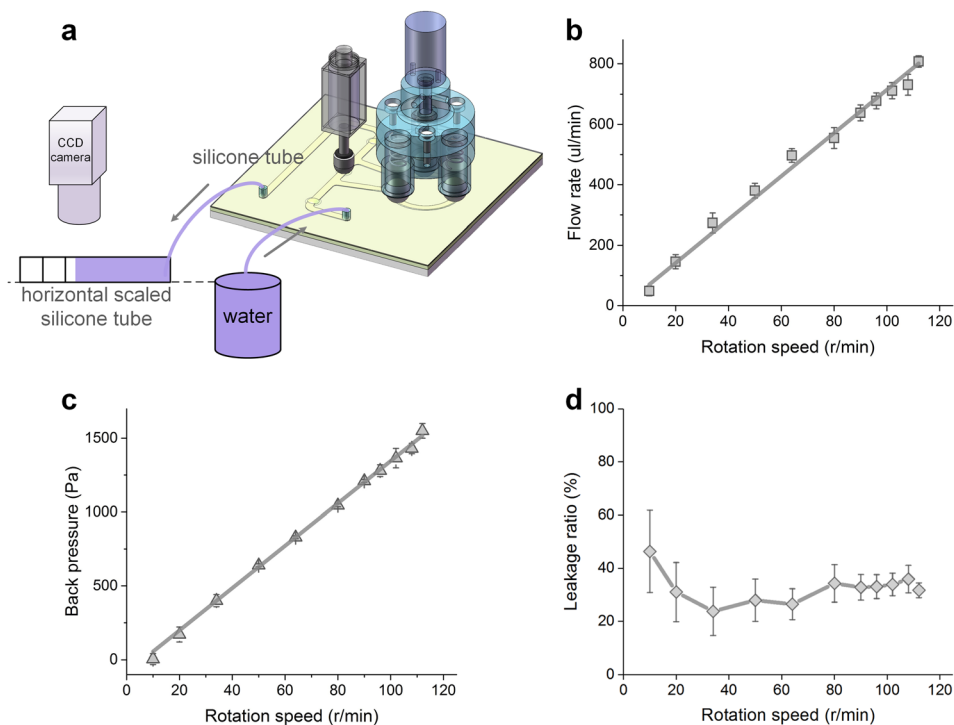 a
CCD
camera
silicone tube
horizontal scaled
silicone tube
water
b
Flow rate (ul/min)
800
600
400
200
0
0 20 40 60 80 100 120
Rotation speed (r/min)
c
Back pressure (Pa)
1500
1000
500
0
0 20 40 60 80 100 120
Rotation speed (r/min)
d
Leakage ratio (%)
100
80
60
40
20
0
0 20 40 60 80 100 120
Rotation speed (r/min)